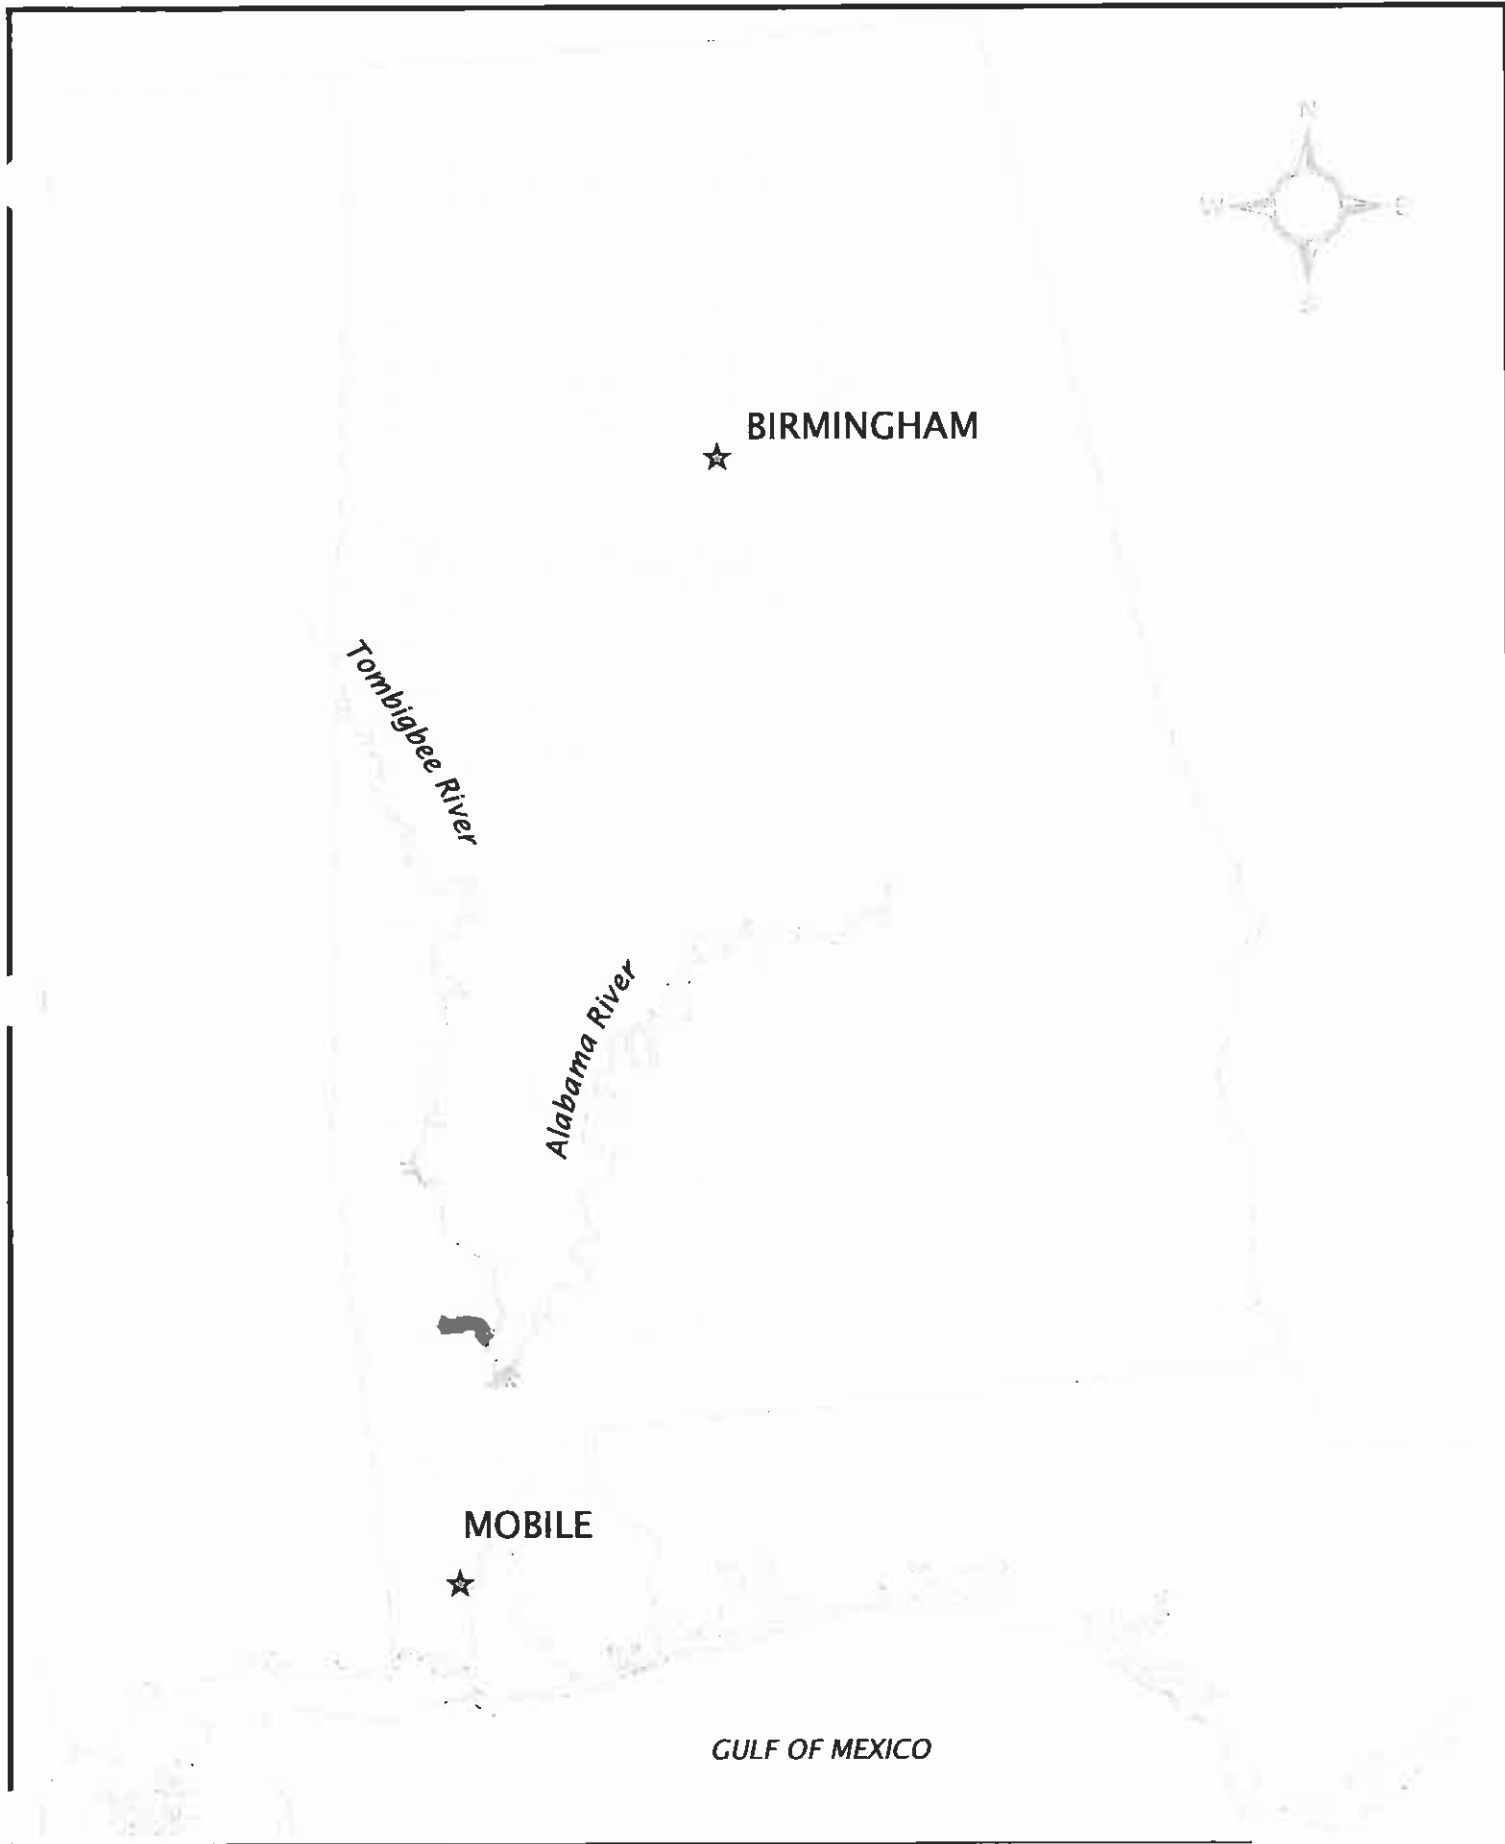 N
W E
S
BIRMINGHAM
Tombigbee River
Alabama River
MOBILE
GULF OF MEXICO